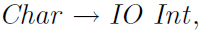 Char → IO Int,